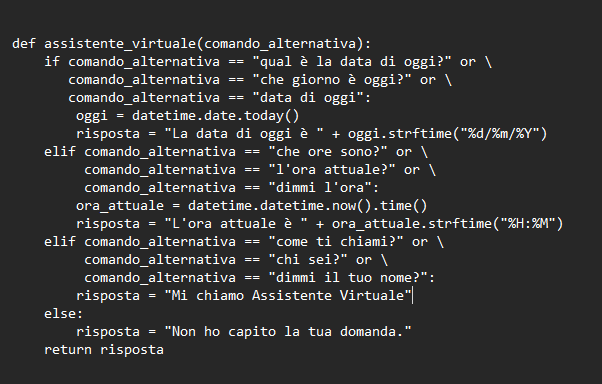 def assistente_virtuale(comando_alternativa):
    if comando_alternativa == "qual è la data di oggi?" or \
       comando_alternativa == "che giorno è oggi?" or \
       comando_alternativa == "data di oggi":
        oggi = datetime.date.today()
        risposta = "La data di oggi è " + oggi.strftime("%d/%m/%Y")
    elif comando_alternativa == "che ore sono?" or \
         comando_alternativa == "l'ora attuale?" or \
         comando_alternativa == "dimmi l'ora":
        ora_attuale = datetime.datetime.now().time()
        risposta = "L'ora attuale è " + ora_attuale.strftime("%H:%M")
    elif comando_alternativa == "come ti chiami?" or \
         comando_alternativa == "chi sei?" or \
         comando_alternativa == "dimmi il tuo nome?":
        risposta = "Mi chiamo Assistente Virtuale"
    else:
        risposta = "Non ho capito la tua domanda."
    return risposta